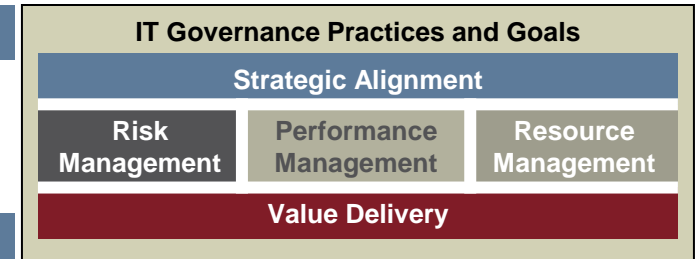 IT Governance Practices and Goals
Strategic Alignment
Risk
Management
Performance
Management
Resource
Management
Value Delivery